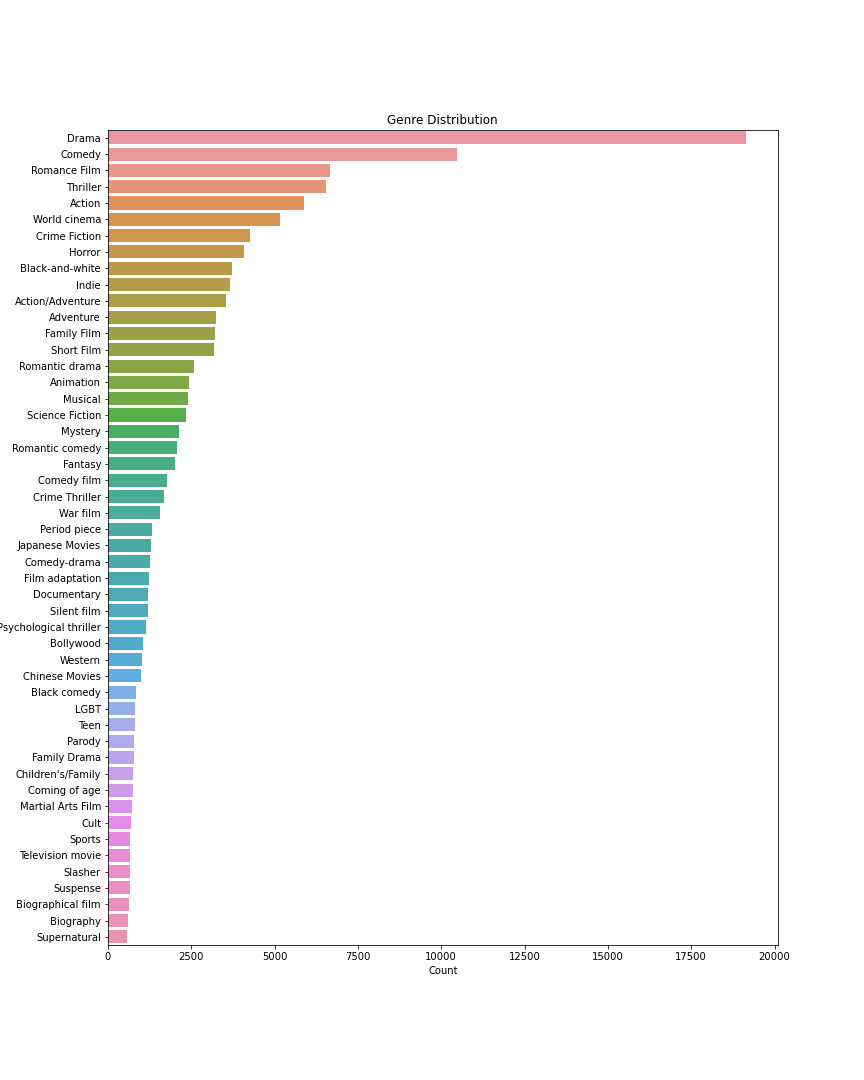 Genre Distribution
Drama
Comedy
Romance Film
Thriller
Action
World cinema
Crime Fiction
Horror
Black-and-white
Indie
Action/Adventure
Adventure
Family Film
Short Film
Romantic drama
Animation
Musical
Science Fiction
Mystery
Romantic comedy
Fantasy
Comedy film
Crime Thriller
War film
Period piece
Japanese Movies
Comedy-drama
Film adaptation
Documentary
Silent film
Psychological thriller
Bollywood
Western
Chinese Movies
Black comedy
LGBT
Teen
Parody
Family Drama
Children's/Family
Coming of age
Martial Arts Film
Cult
Sports
Television movie
Slasher
Suspense
Biographical film
Biography
Supernatural
0 2500 5000 7500 10000 12500 15000 17500 20000
Count